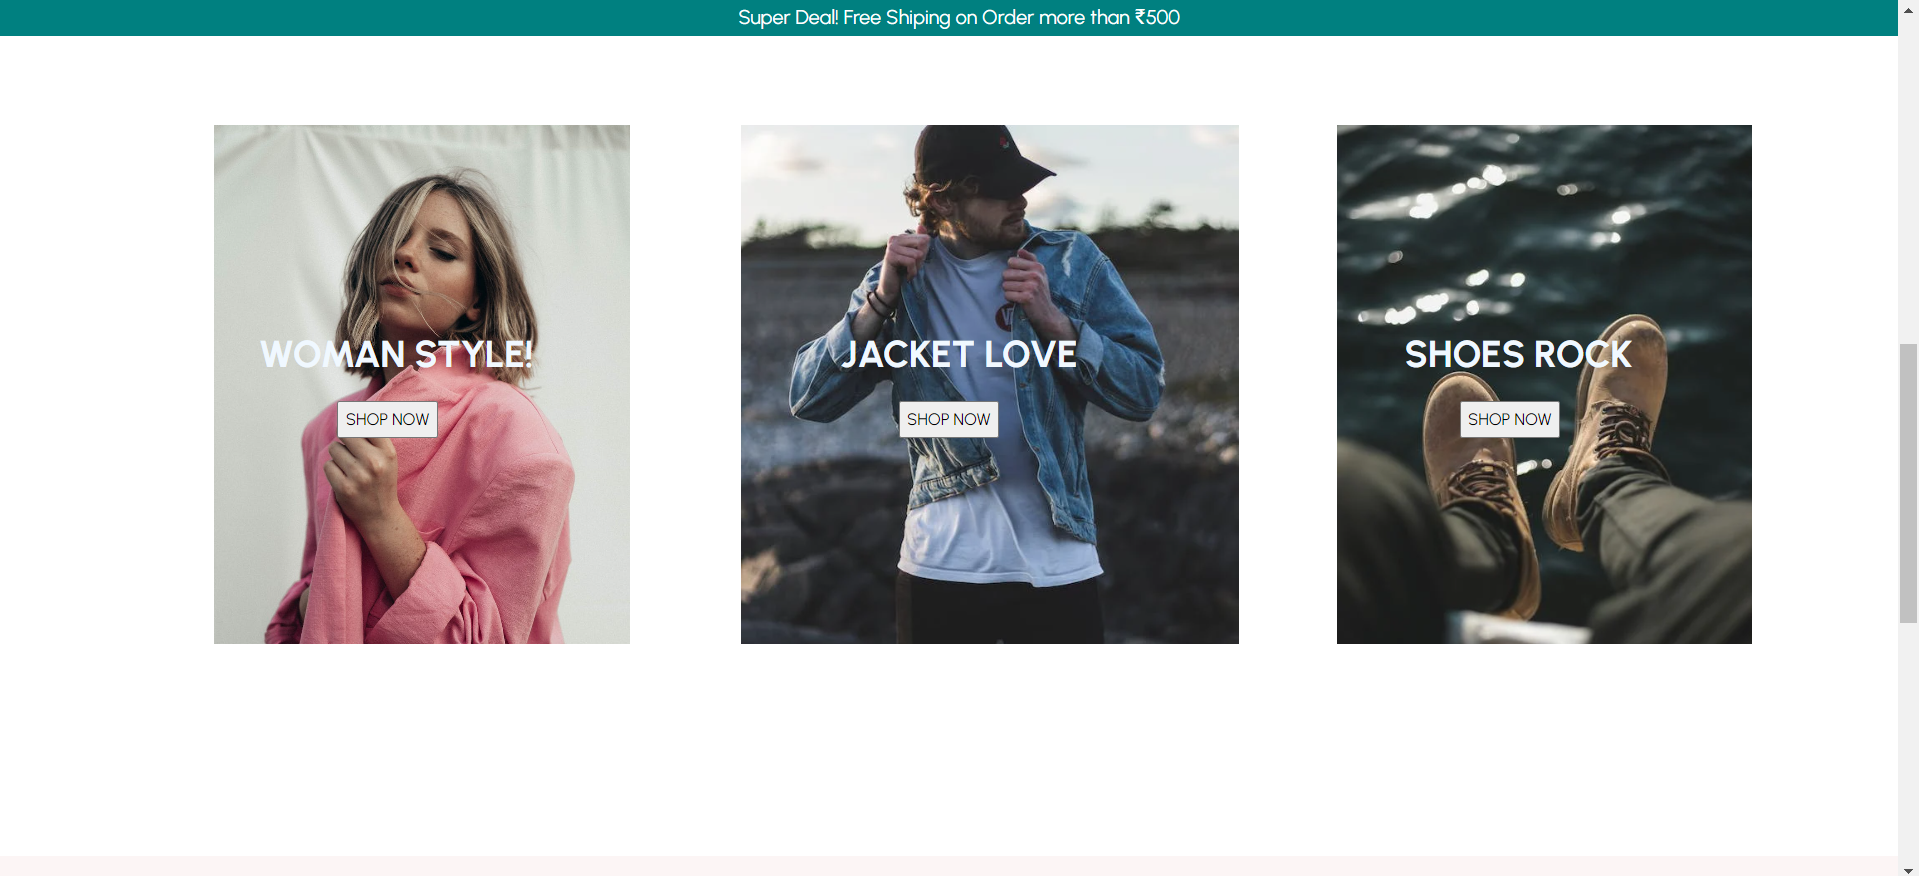 Super Deal! Free Shiping on Order more than ₹500
WOMAN STYLE!
JACKET LOVE
SHOES ROCK
SHOP NOW
SHOP NOW
SHOP NOW